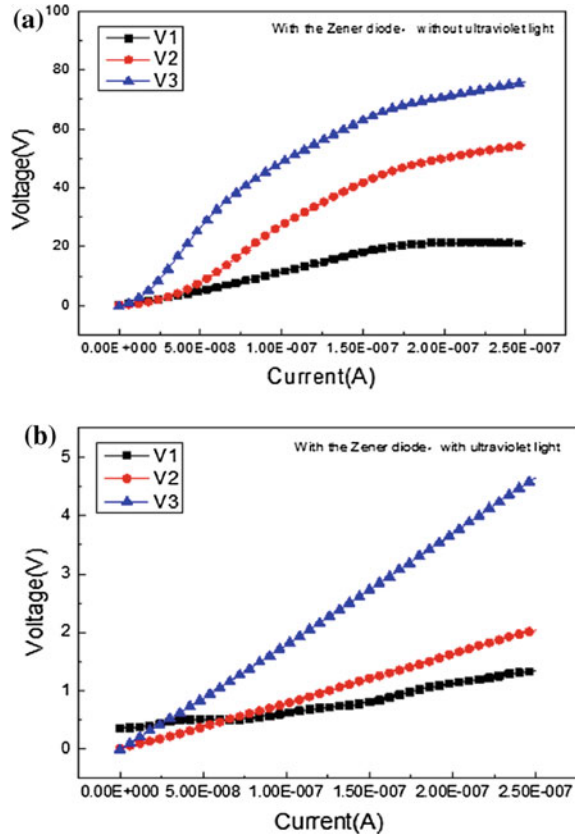 (a)
100
With the Zener diode- without ultraviolet light
V1
V2
V3
80
60
40
20
0
Voltage(V)
0.00E+000 5.00E-008 1.00E-007 1.50E-007 2.00E-007 2.50E-007
Current(A)
(b)
With the Zener diode- with ultraviolet light
V1
V2
V3
5
4
3
2
1
0
Voltage(V)
0.00E+000 5.00E-008 1.00E-007 1.50E-007 2.00E-007 2.50E-007
Current(A)